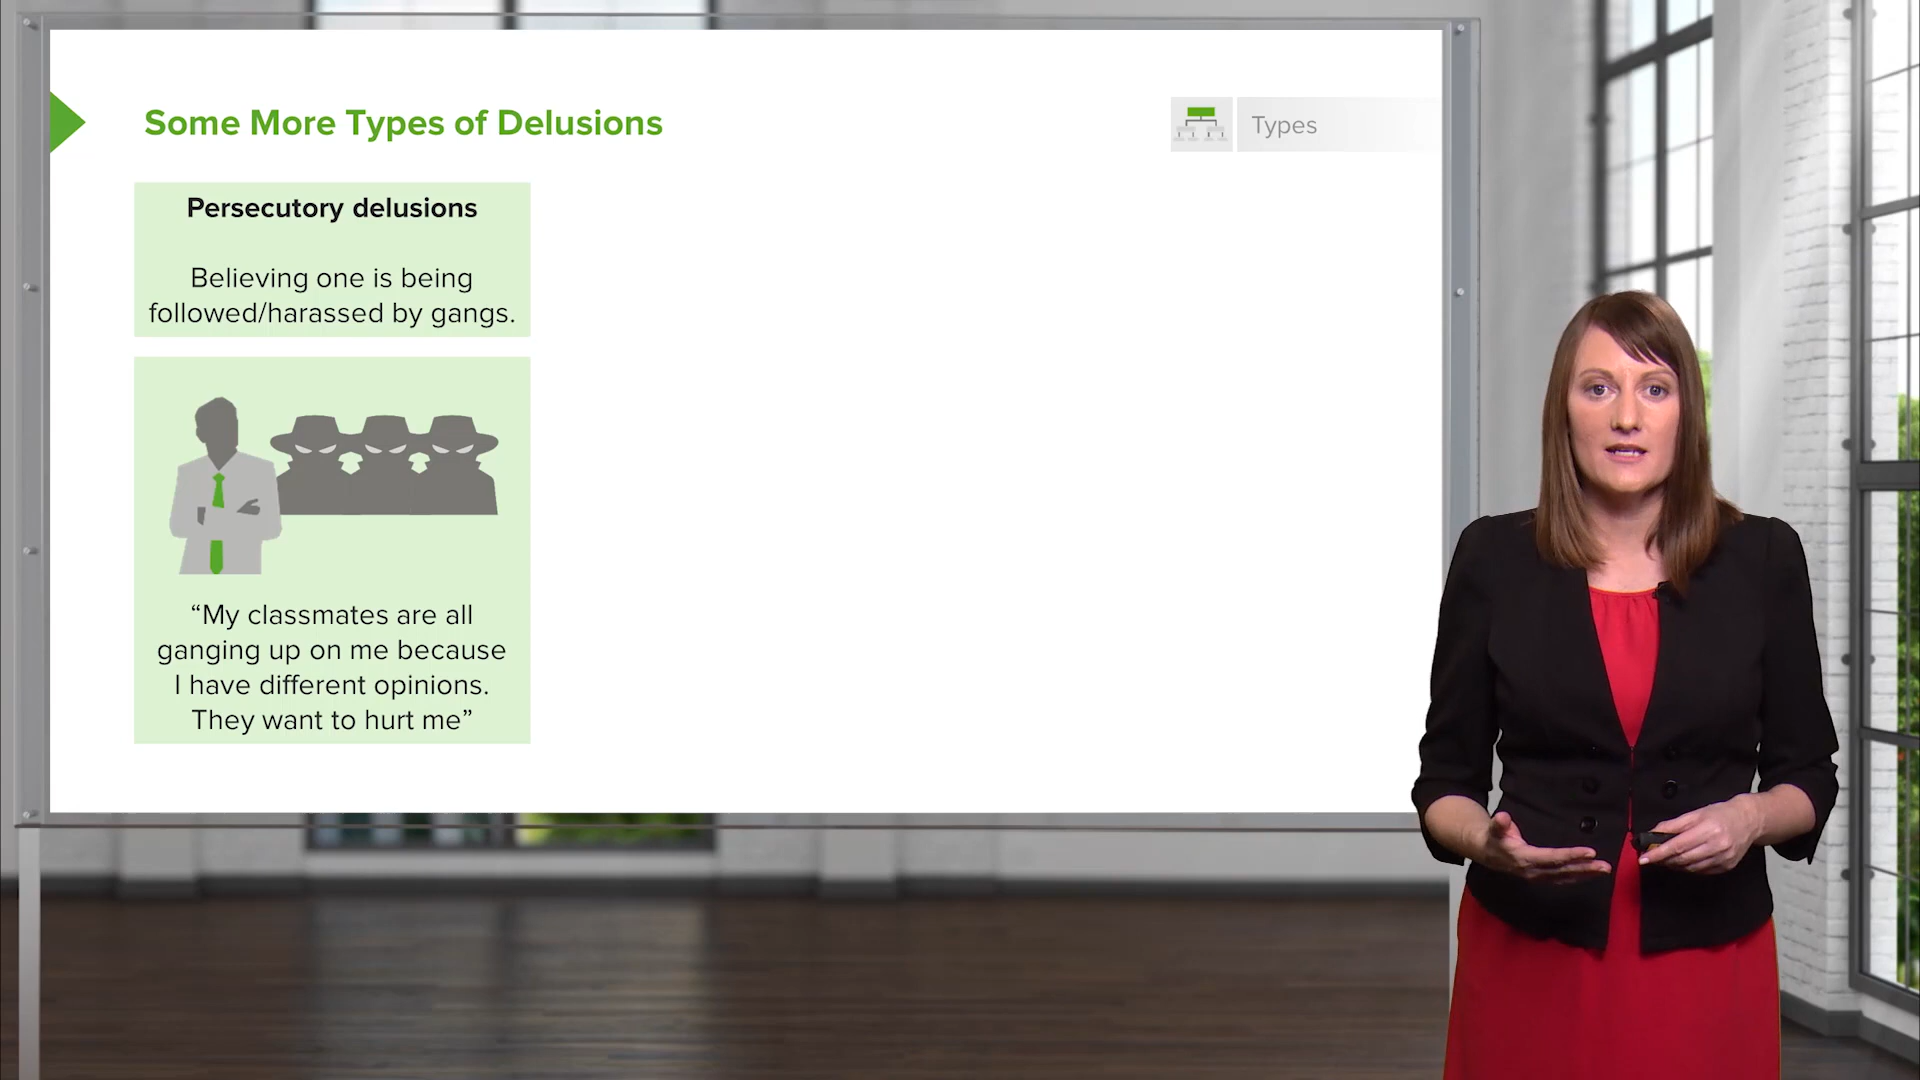 Some More Types of Delusions
Types
Persecutory delusions
Believing one is being
followed/harassed by gangs.
“My classmates are all
ganging up on me because
I have different opinions.
They want to hurt me”